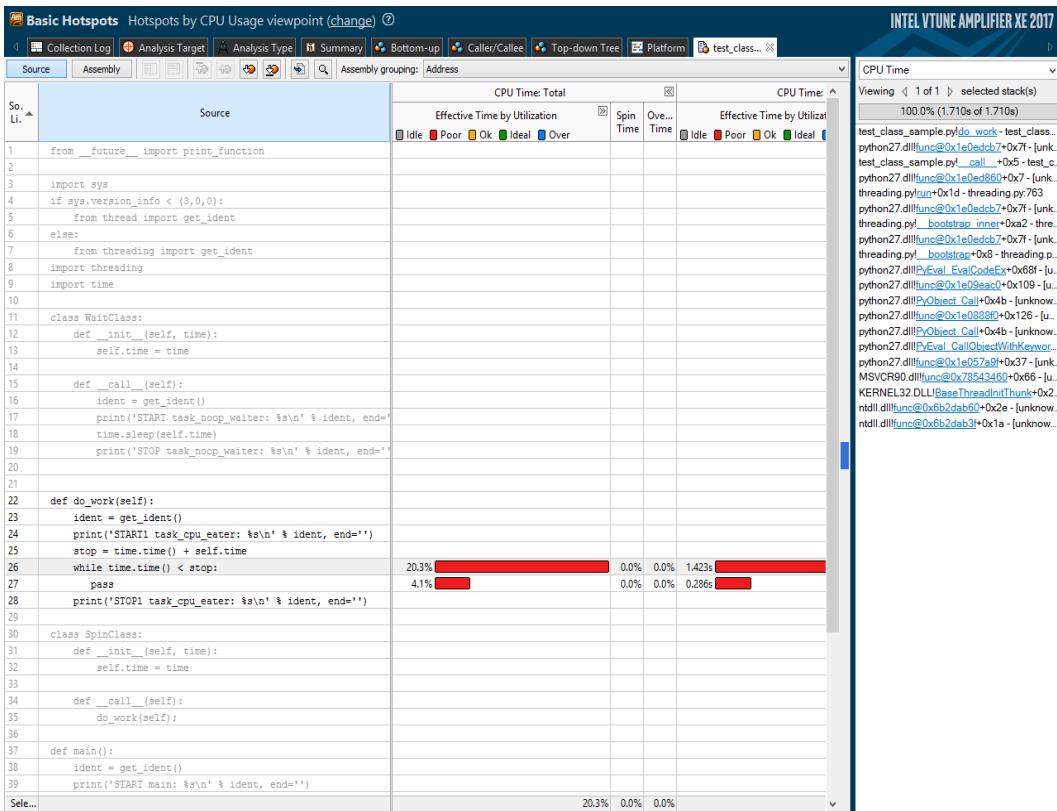 Basic Hotspots Hotspots by CPU Usage viewpoint (change) ?
INTEL VTUNE AMPLIFIER XE 2017
Collection Log Analysis Target Analysis Type Summary Bottom-up Caller/Callee Top-down Tree Platform test_class...
Source Assembly Assembly grouping: Address
CPU Time
Viewing 1 of 1 selected stack(s)
100.0% (1.710s of 1.710s)
So. Li.
Source
CPU Time: Total
CPU Time:
Effective Time by Utilization
Spin Time
Ove... Time
Effective Time by Utilizat
Idle Poor Ok Ideal Over
Idle Poor Ok Ideal
1 from __future__ import print_function
2
3 import sys
4 if sys.version_info < (3,0,0):
5 from thread import get_ident
6 else:
7 from threading import get_ident
8 import threading
9 import time
10
11 class WaitClass:
12 def __init__(self, time):
13 self.time = time
14
15 def __call__(self):
16 ident = get_ident()
17 print('START task_noop_waiter: %s\n' % ident, end='
18 time.sleep(self.time)
19 print('STOP task_noop_waiter: %s\n' % ident, end=''
20
21
22 def do_work(self):
23 ident = get_ident()
24 print('START1 task_cpu_eater: %s\n' % ident, end='')
25 stop = time.time() + self.time
26 while time.time() < stop: 20.3% 0.0% 0.0% 1.423s
27 pass 4.1% 0.0% 0.0% 0.286s
28 print('STOP1 task_cpu_eater: %s\n' % ident, end='')
29
30 class SpinClass:
31 def __init__(self, time):
32 self.time = time
33
34 def __call__(self):
35 do_work(self);
36
37 def main():
38 ident = get_ident()
39 print('START main: %s\n' % ident, end='')
Sele... 20.3% 0.0% 0.0%
test_class_sample.py!do_work - test_class...
python27.dll!func@0x1e0edcb7+0x7f - [unk...
test_class_sample.py!__call__+0x5 - test_c...
python27.dll!func@0x1e0ed860+0x7 - [unk...
threading.py!run+0x1d - threading.py:763
python27.dll!func@0x1e0edcb7+0x7f - [unk...
threading.py!__bootstrap_inner+0xa2 - thre...
python27.dll!func@0x1e0edcb7+0x7f - [unk...
threading.py!__bootstrap+0x8 - threading.p...
python27.dll!PyEval_EvalCodeEx+0x68f - [u...
python27.dll!func@0x1e09eac0+0x109 - [u...
python27.dll!PyObject_Call+0x4b - [unknow...
python27.dll!func@0x1e0888f0+0x126 - [u...
python27.dll!PyObject_Call+0x4b - [unknow...
python27.dll!PyEval_CallObjectWithKeywor...
python27.dll!func@0x1e057a9f+0x37 - [unk...
MSVCR90.dll!func@0x78543460+0x66 - [u...
KERNEL32.DLL!BaseThreadInitThunk+0x2...
ntdll.dll!func@0x6b2dab60+0x2e - [unknow...
ntdll.dll!func@0x6b2dab3f+0x1a - [unknow...